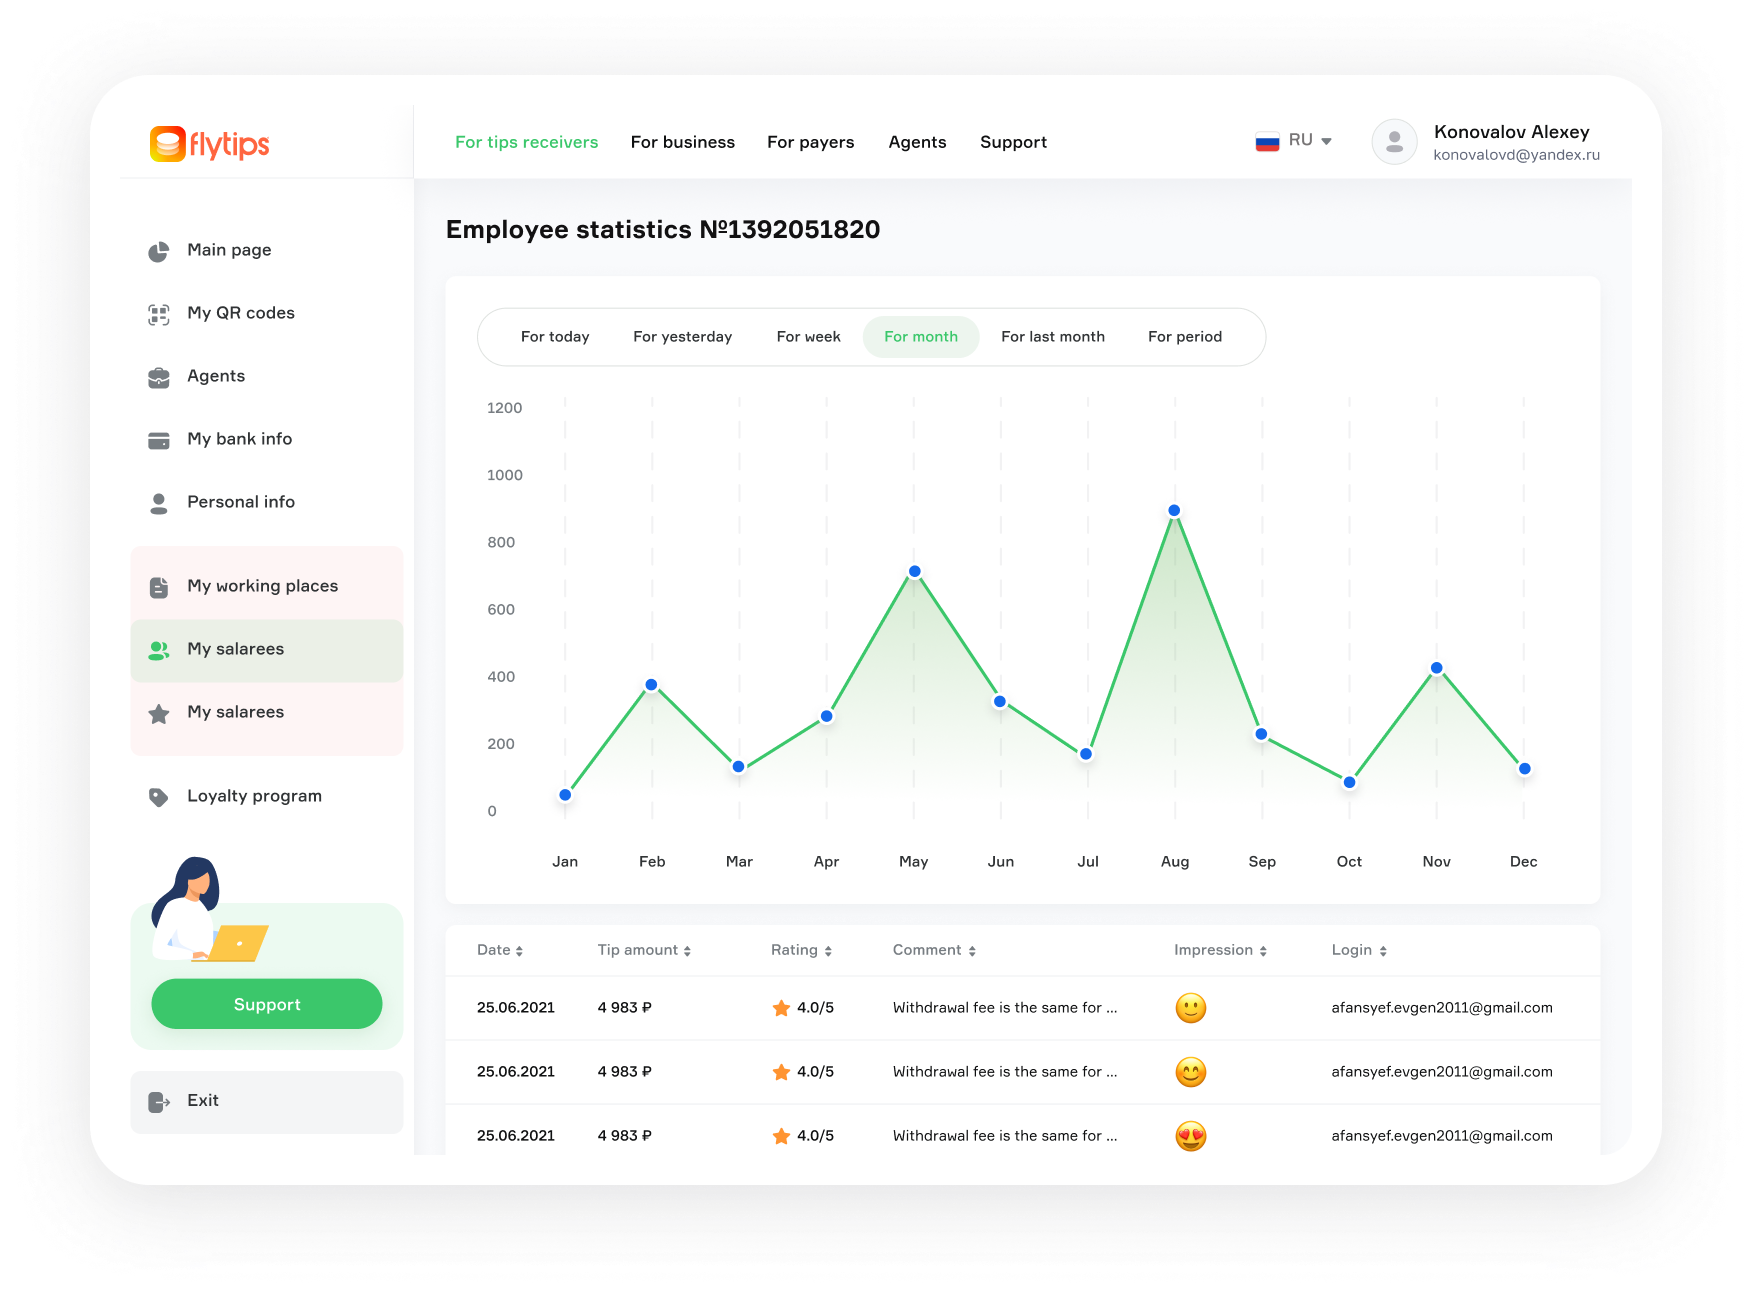 flytips
For tips receivers For business For payers Agents Support
RU
Konovalov Alexey
konovalovd@yandex.ru
Main page
My QR codes
Agents
My bank info
Personal info
My working places
My salarees
My salarees
Loyalty program
Support
Exit
Employee statistics №1392051820
For today For yesterday For week For month For last month For period
1200
1000
800
600
400
200
0
Jan Feb Mar Apr May Jun Jul Aug Sep Oct Nov Dec
Date Tip amount Rating Comment Impression Login
25.06.2021 4 983 ₽ 4.0/5 Withdrawal fee is the same for ... afansyef.evgen2011@gmail.com
25.06.2021 4 983 ₽ 4.0/5 Withdrawal fee is the same for ... afansyef.evgen2011@gmail.com
25.06.2021 4 983 ₽ 4.0/5 Withdrawal fee is the same for ... afansyef.evgen2011@gmail.com